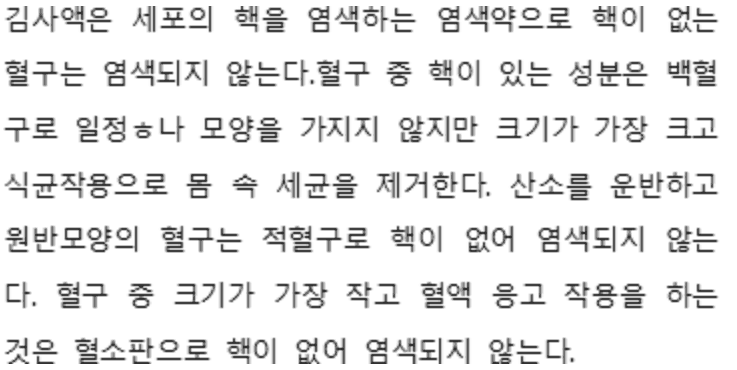 김사액은 세포의 핵을 염색하는 염색약으로 핵이 없는
혈구는 염색되지 않는다.혈구 중 핵이 있는 성분은 백혈
구로 일정ㅎ나 모양을 가지지 않지만 크기가 가장 크고
식균작용으로 몸 속 세균을 제거한다. 산소를 운반하고
원반모양의 혈구는 적혈구로 핵이 없어 염색되지 않는
다. 혈구 중 크기가 가장 작고 혈액 응고 작용을 하는
것은 혈소판으로 핵이 없어 염색되지 않는다.